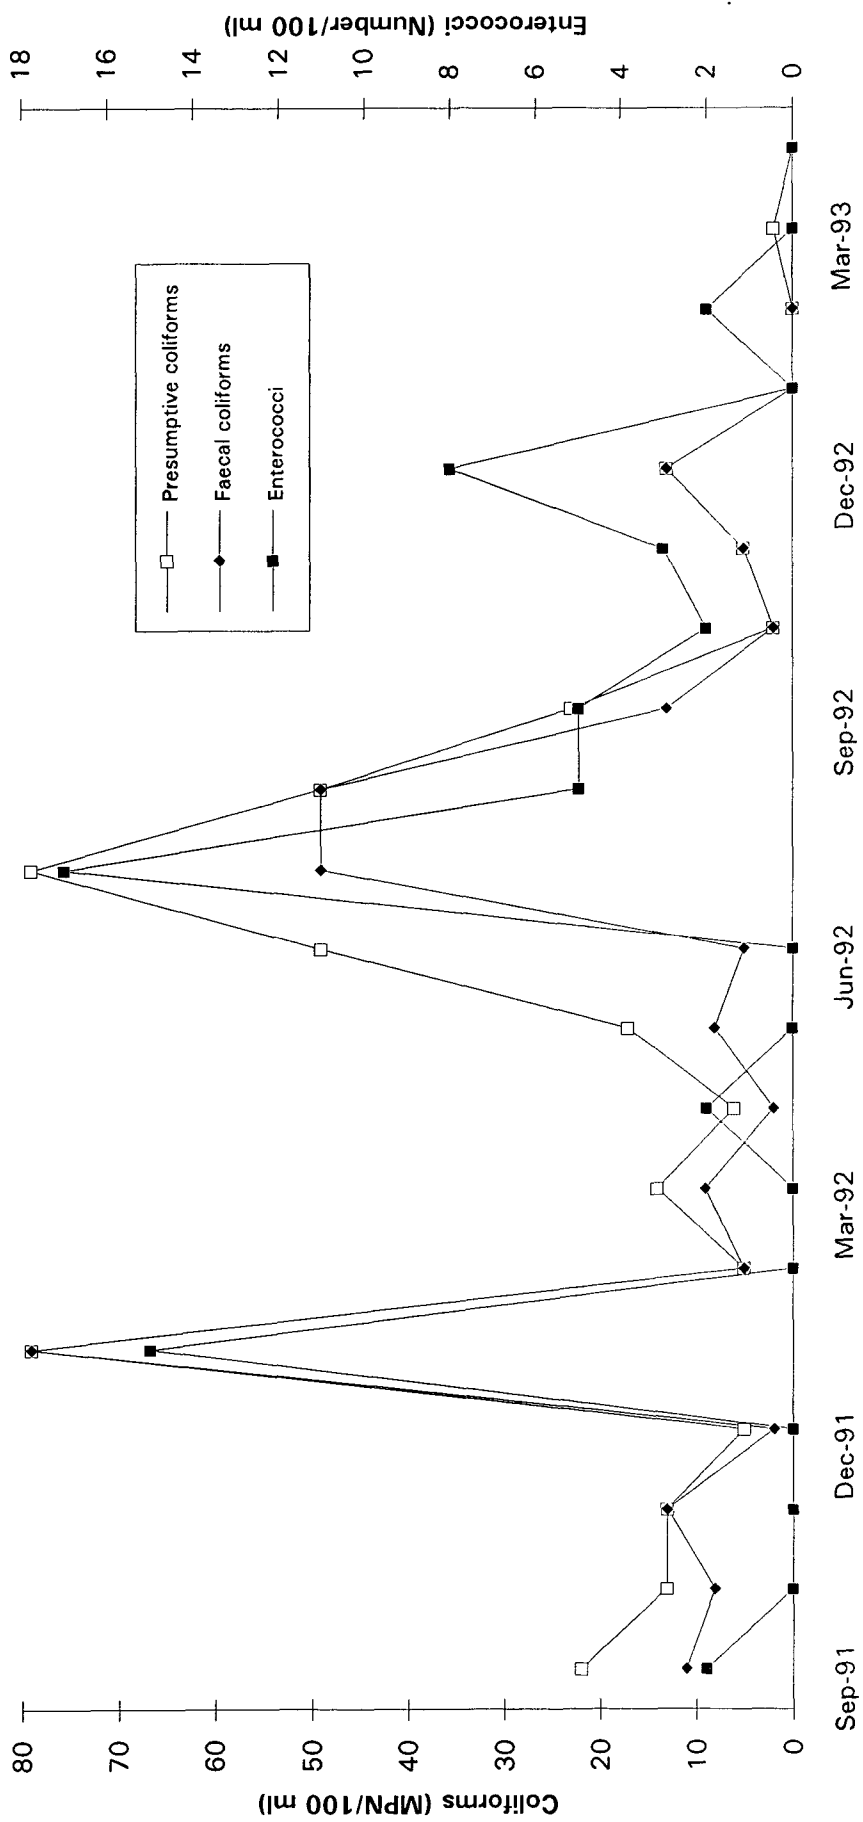 Coliforms (MPN/100 ml)
80
70
60
50
40
30
20
10
0
Enterococci (Number/100 ml)
18
16
14
12
10
8
6
4
2
0
Presumptive coliforms
Faecal coliforms
Enterococci
Sep-91
Dec-91
Mar-92
Jun-92
Sep-92
Dec-92
Mar-93